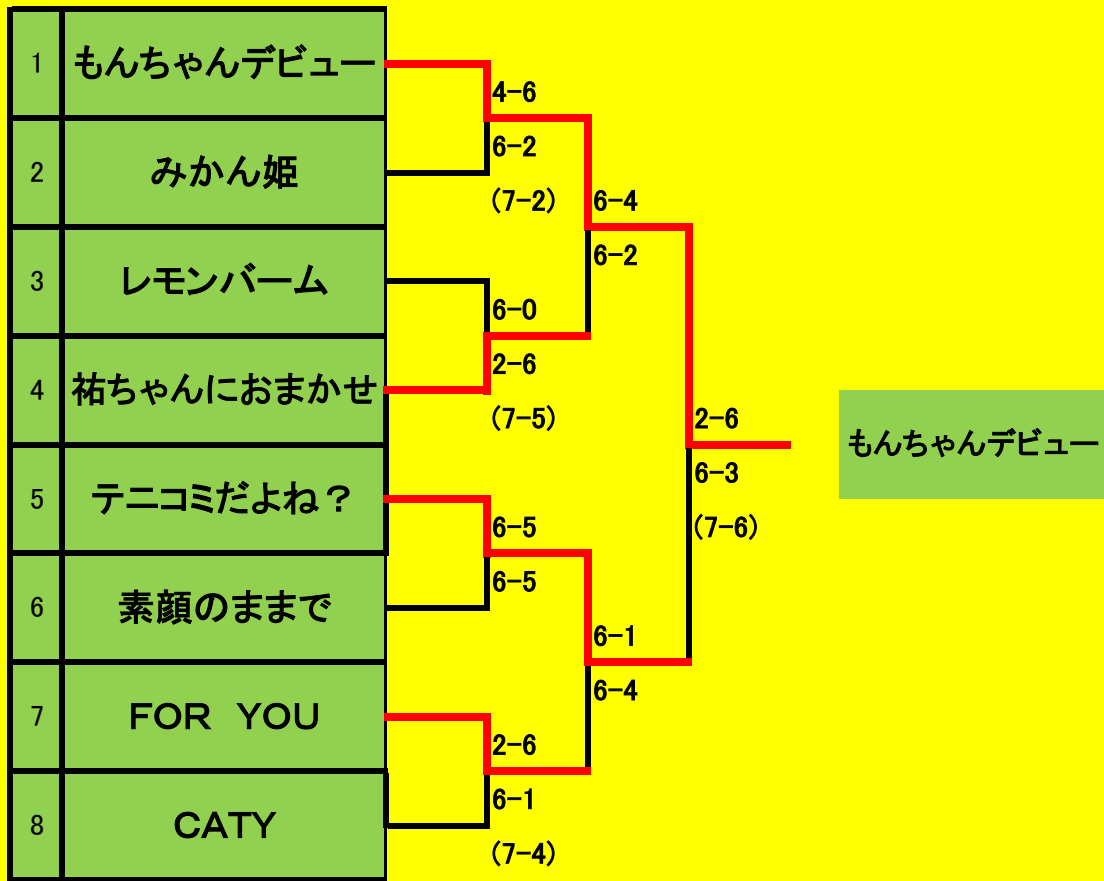 1 もんちゃんデビュー
2 みかん姫
3 レモンバーム
4 祐ちゃんにおまかせ
5 テニコミだよね？
6 素顔のままで
7 FOR YOU
8 CATY
4-6
6-2
(7-2)
6-0
2-6
(7-5)
6-5
6-5
2-6
6-1
(7-4)
6-4
6-2
6-1
6-4
2-6
6-3
(7-6)
もんちゃんデビュー